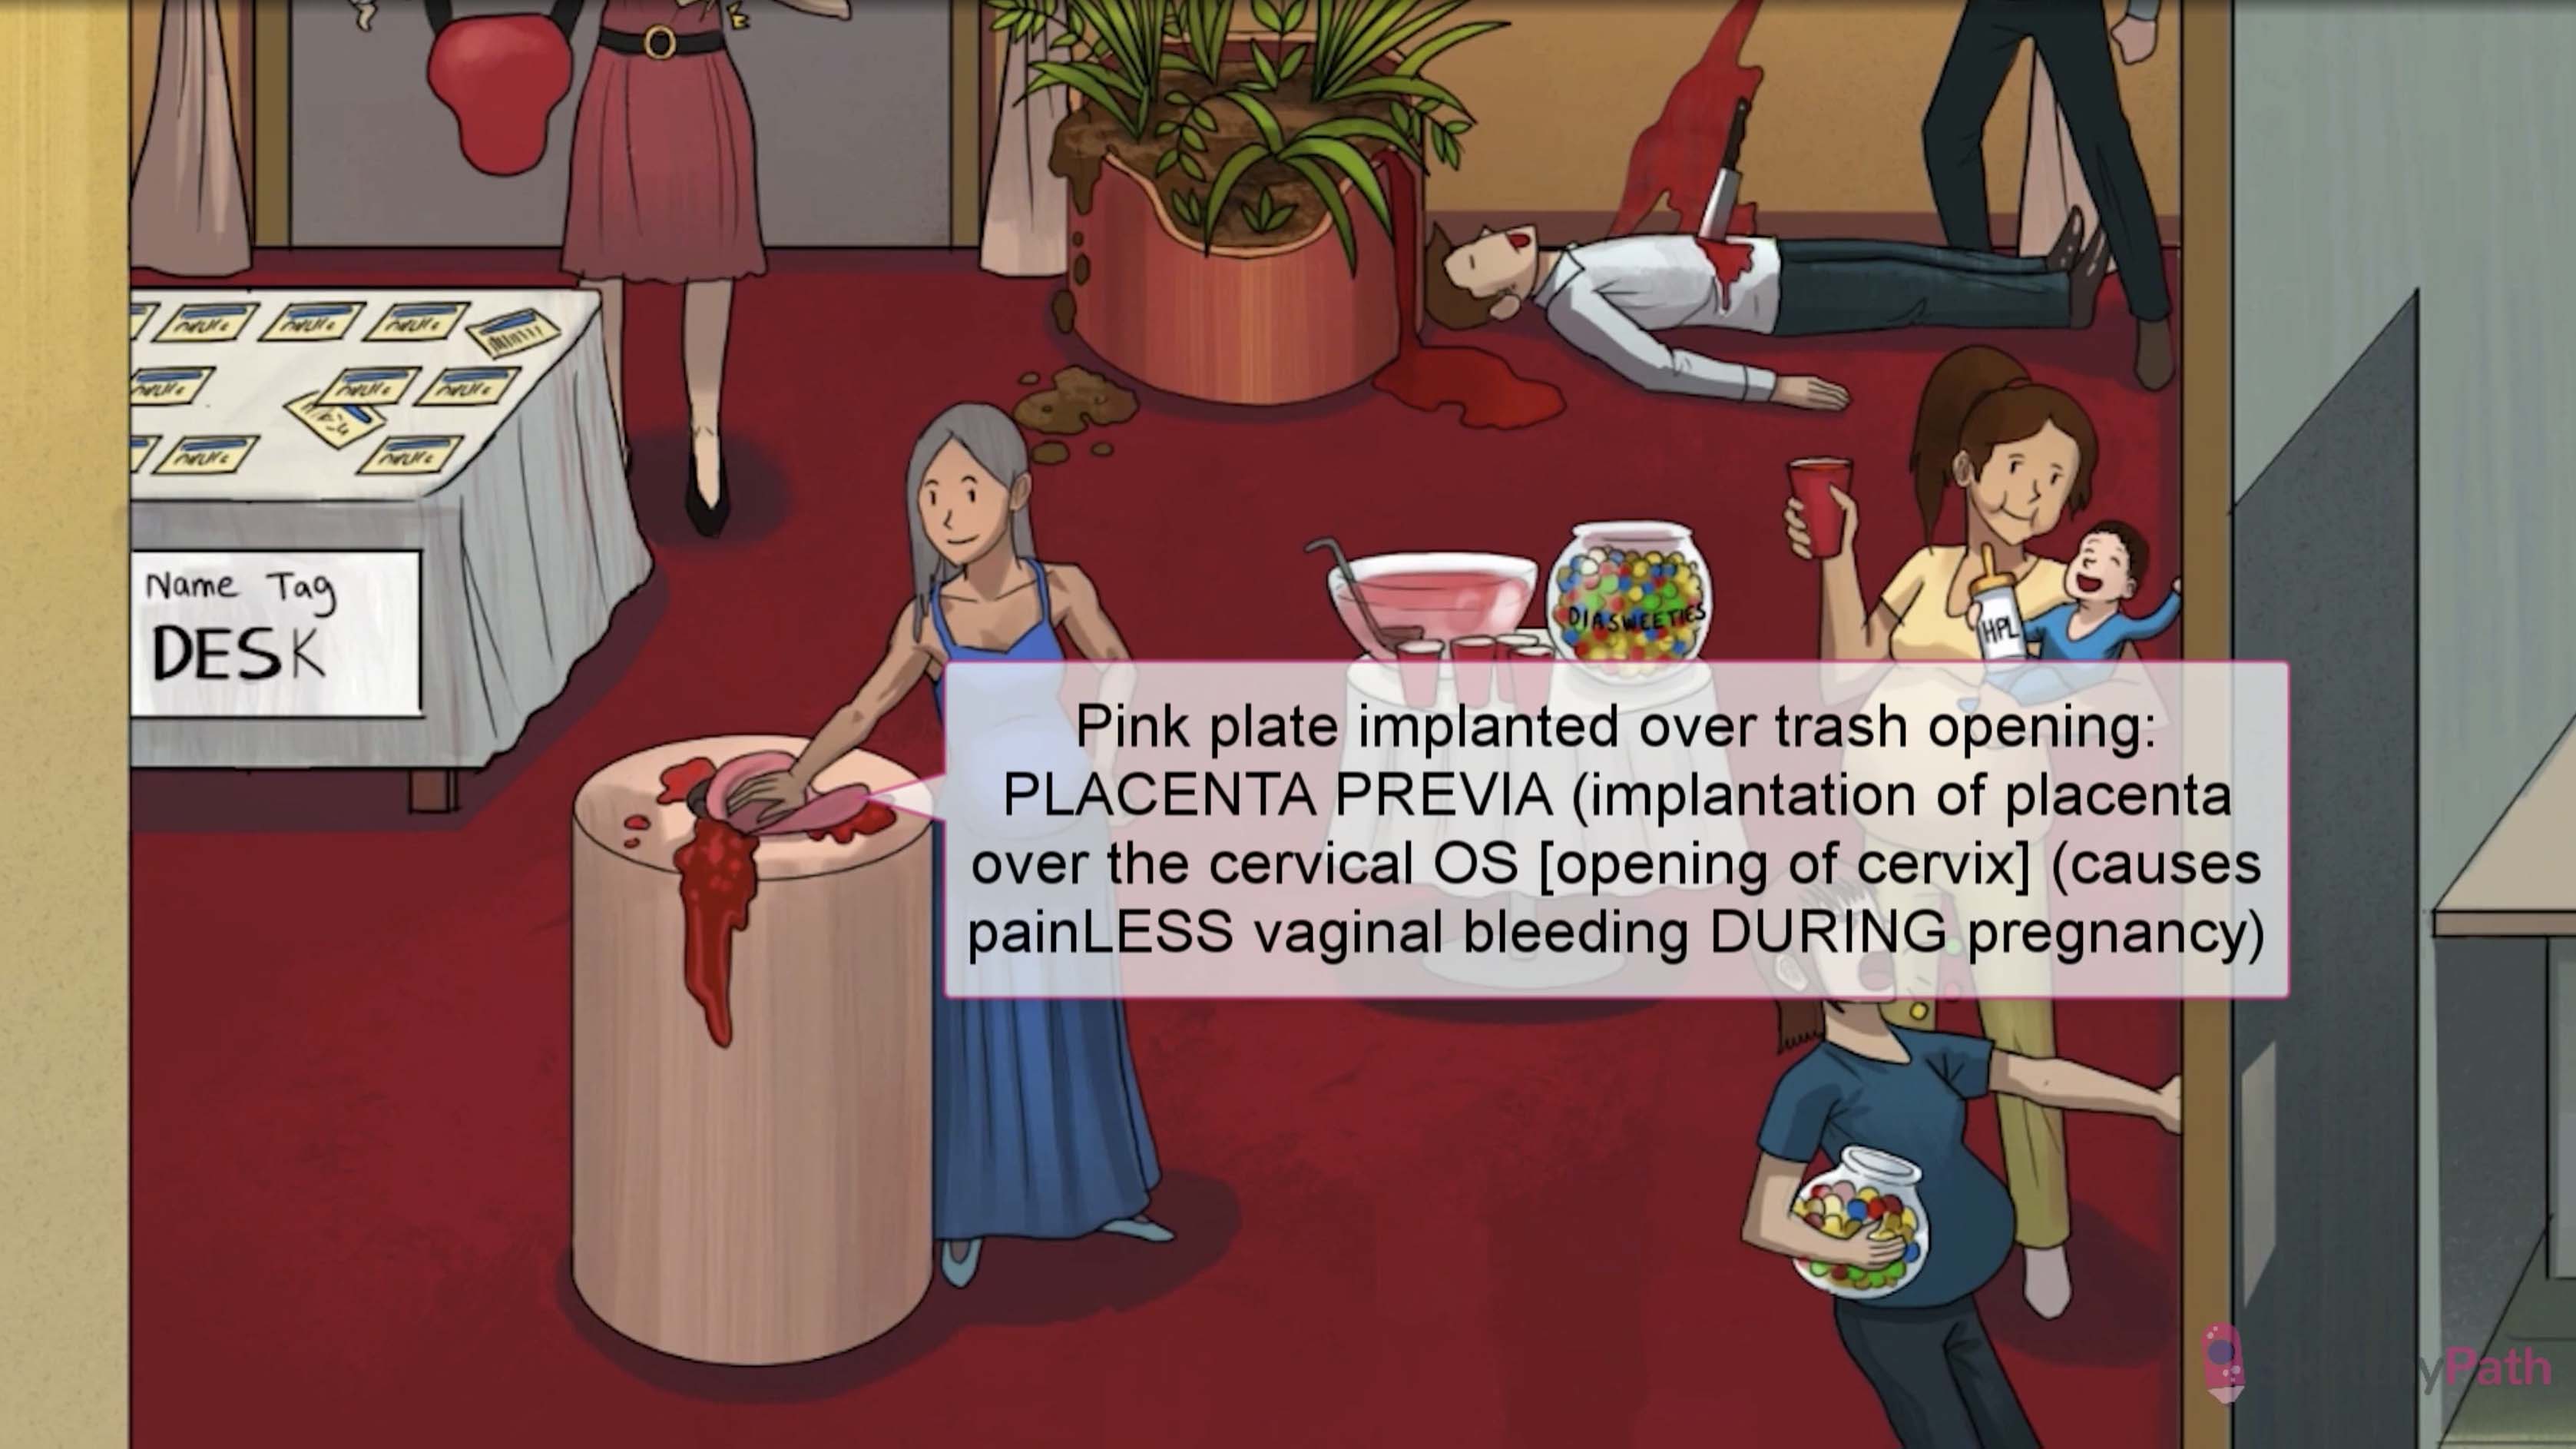 Name Tag
DESK
DIASWEETIES
HPL
Pink plate implanted over trash opening:
PLACENTA PREVIA (implantation of placenta
over the cervical OS [opening of cervix] (causes
painLESS vaginal bleeding DURING pregnancy)
Path